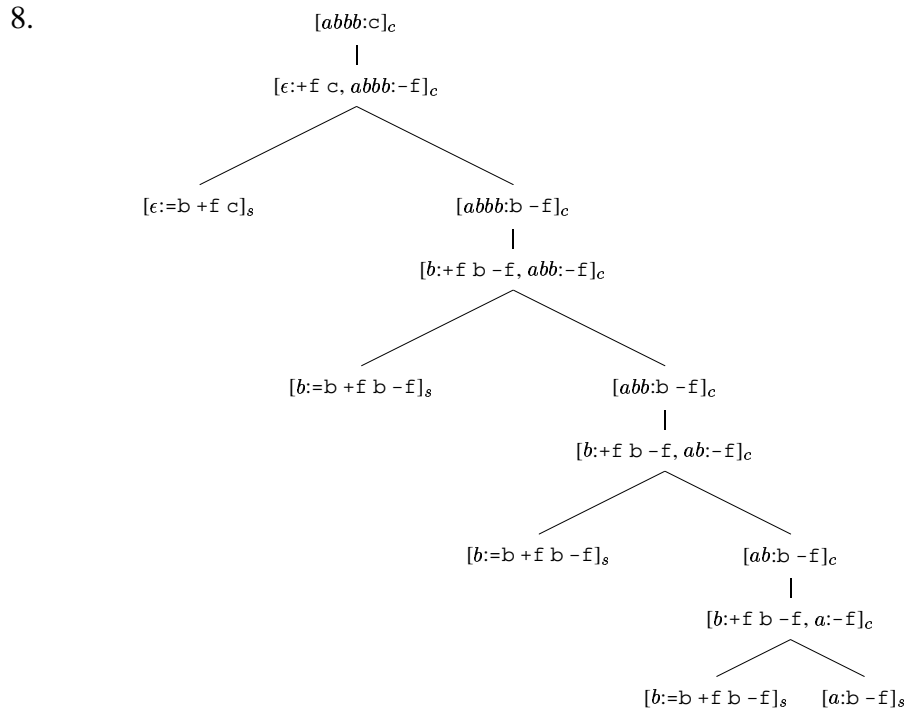 8.
[abbb:c]c
[ϵ:+f c, abbb:-f]c
[ϵ:=b +f c]s [abbb:b -f]c
[b:+f b -f, abb:-f]c
[b:=b +f b -f]s [abb:b -f]c
[b:+f b -f, ab:-f]c
[b:=b +f b -f]s [ab:b -f]c
[b:+f b -f, a:-f]c
[b:=b +f b -f]s [a:b -f]s